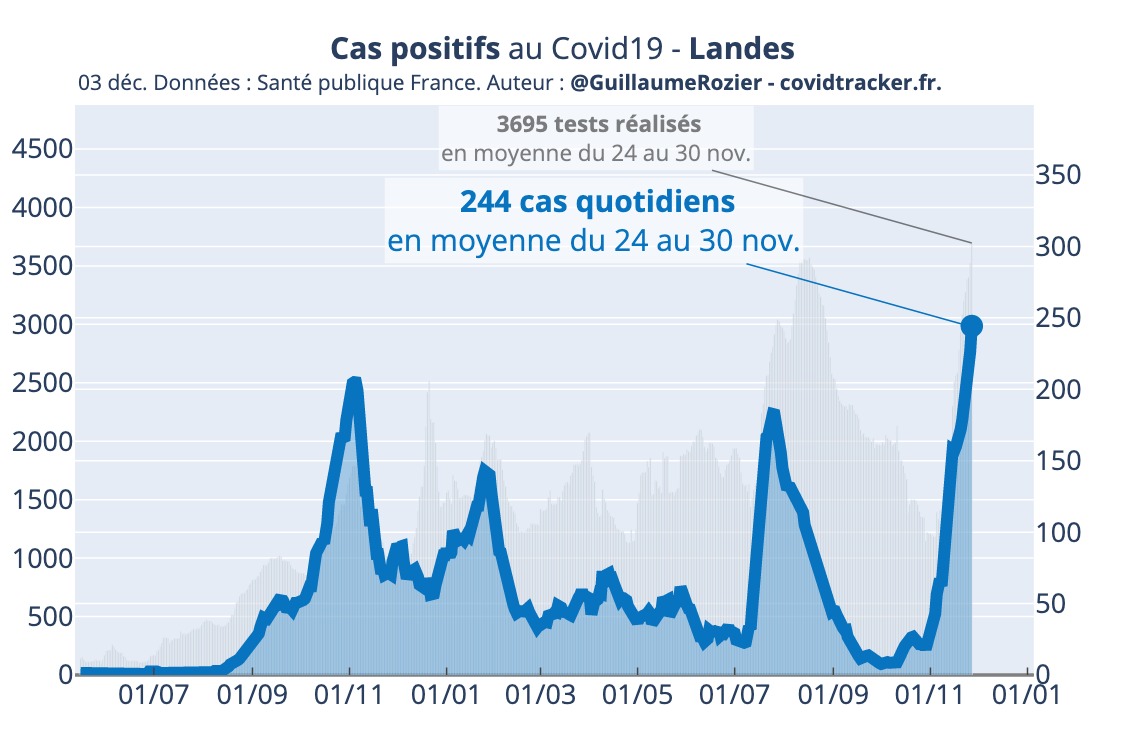 Cas positifs au Covid19 - Landes
03 déc. Données : Santé publique France. Auteur : @GuillaumeRozier - covidtracker.fr.
3695 tests réalisés
en moyenne du 24 au 30 nov.
244 cas quotidiens
en moyenne du 24 au 30 nov.
4500
4000
3500
3000
2500
2000
1500
1000
500
0
350
300
250
200
150
100
50
0
01/07 01/09 01/11 01/01 01/03 01/05 01/07 01/09 01/11 01/01